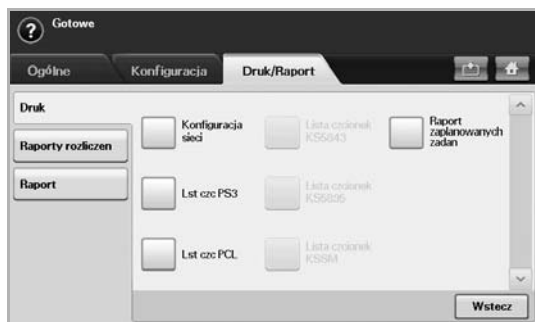 Gotowe
Ogólne
Konfiguracja
Druk/Raport
Druk
Raporty rozliczen
Raport
Konfiguracja
sieci
Lista czcionek
KS5843
Raport
zaplanowanych
zadan
Lst czc PS3
Lista czcionek
KS5895
Lst czc PCL
Lista czcionek
KSSM
Wstecz